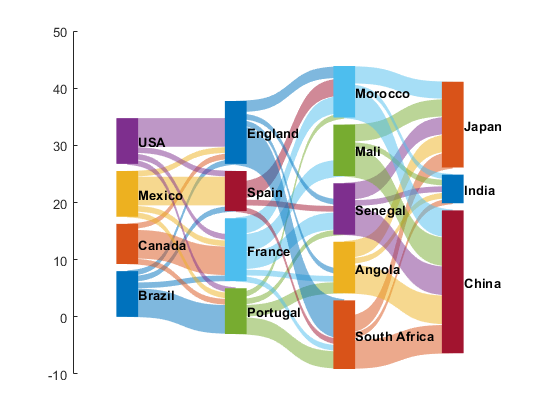 50
40
30
20
10
0
-10
USA
Mexico
Canada
Brazil
England
Spain
France
Portugal
Morocco
Mali
Senegal
Angola
South Africa
Japan
India
China